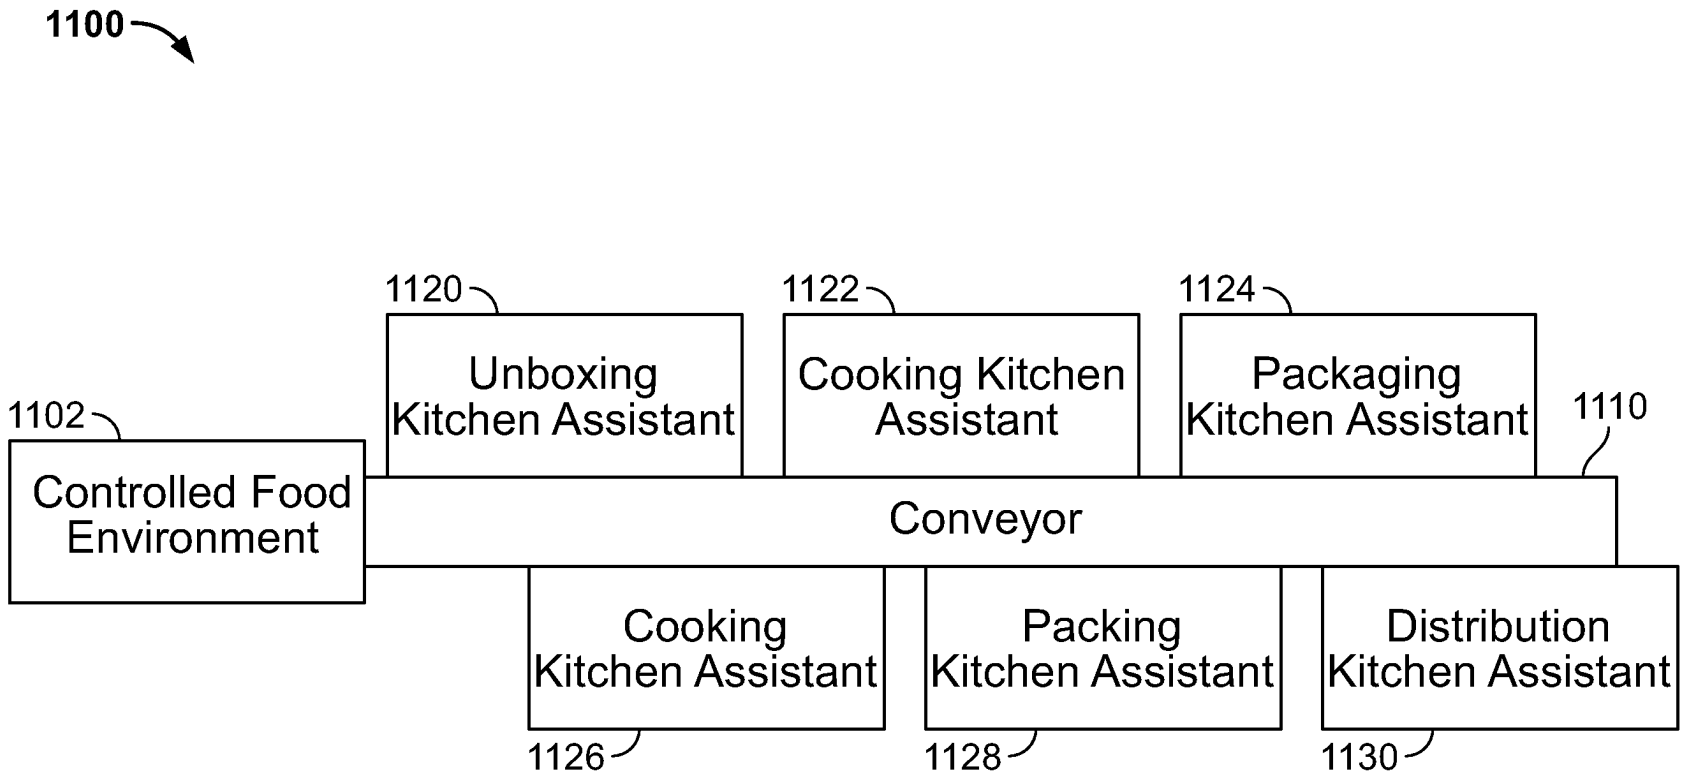 1100
1120
1122
1124
Unboxing
Kitchen Assistant
Cooking Kitchen
Assistant
Packaging
Kitchen Assistant
1110
1102
Controlled Food
Environment
Conveyor
Cooking
Kitchen Assistant
Packing
Kitchen Assistant
Distribution
Kitchen Assistant
1126
1128
1130